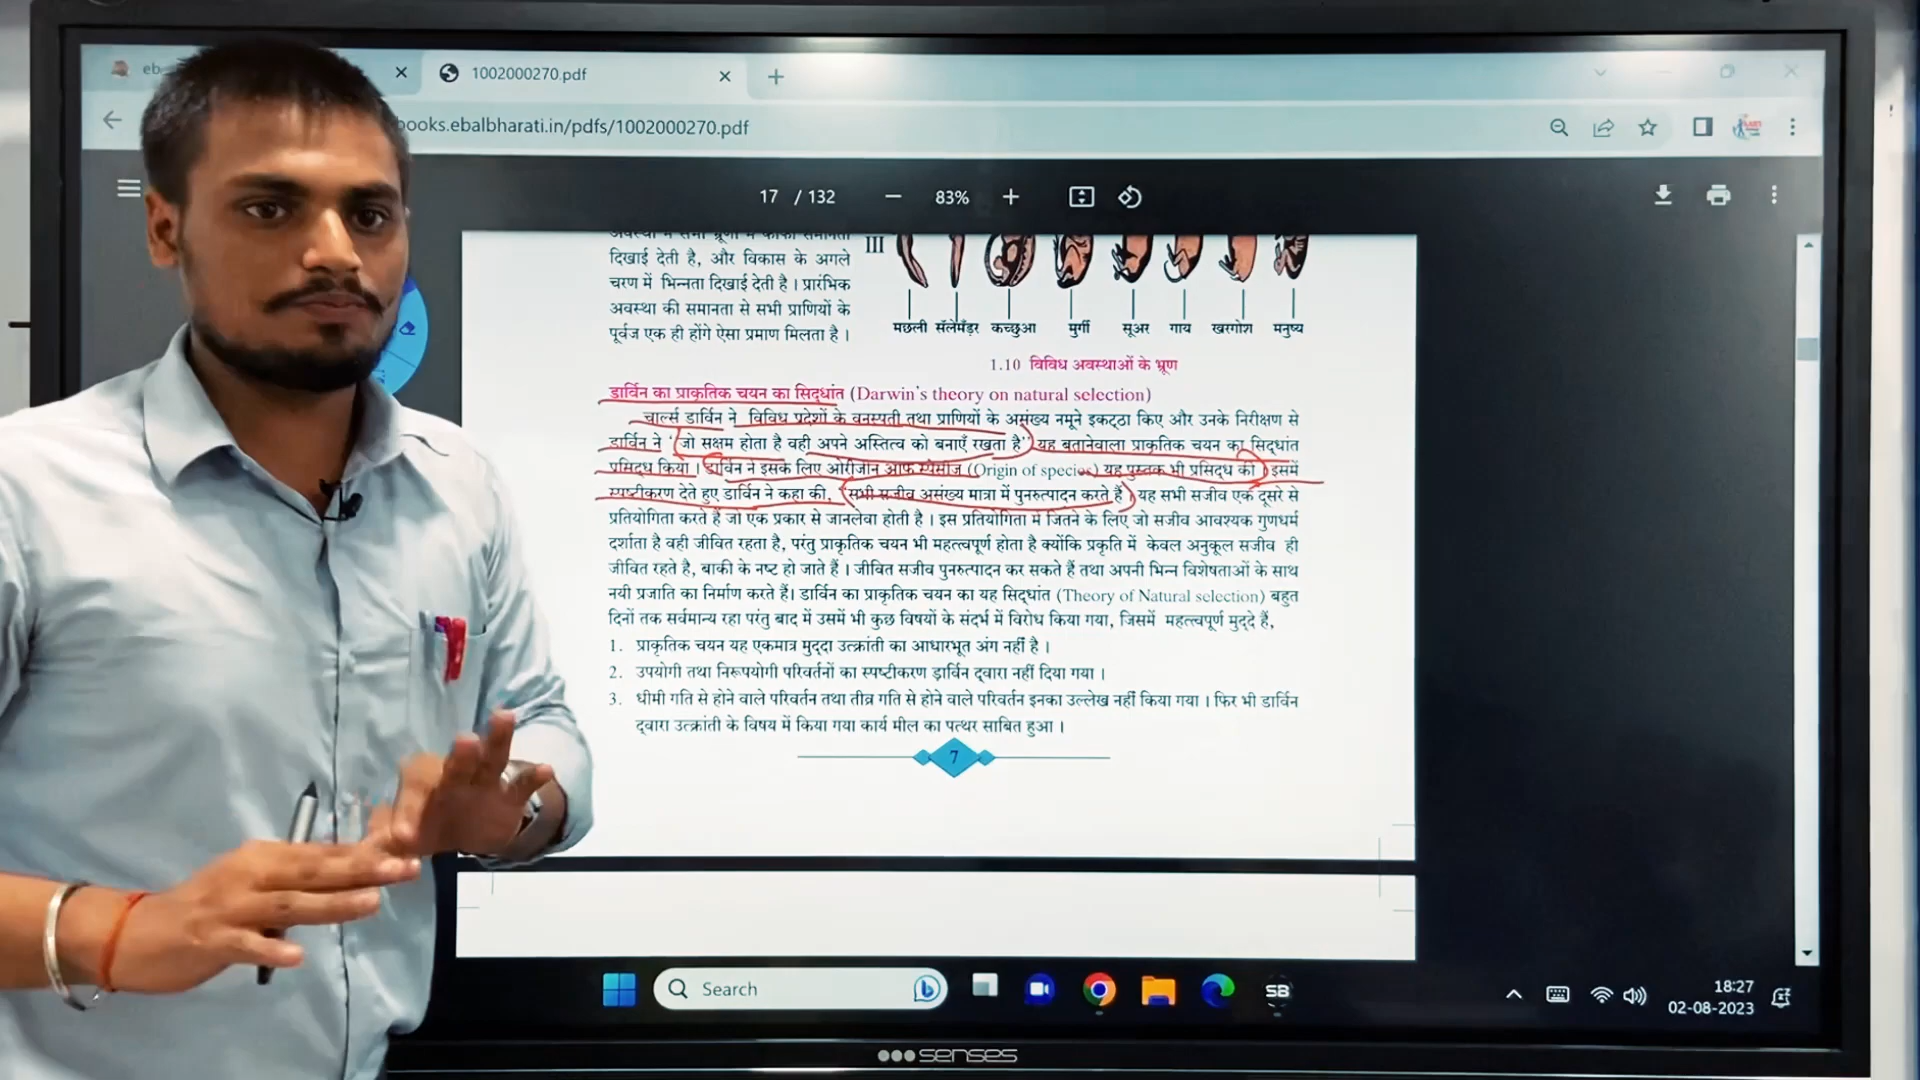 eb
1002000270.pdf
books.ebalbharati.in/pdfs/1002000270.pdf
17 / 132
83%
दिखाई देती है, और विकास के अगले
चरण में भिन्नता दिखाई देती है । प्रारंभिक
अवस्था की समानता से सभी प्राणियों के
पूर्वज एक ही होंगे ऐसा प्रमाण मिलता है ।
III
मछली सॅलेमँड़र कच्छुआ मुर्गी सूअर गाय खरगोश मनुष्य
1.10 विविध अवस्थाओं के भ्रूण
डार्विन का प्राकृतिक चयन का सिद्धांत (Darwin's theory on natural selection)
चार्ल्स डार्विन ने विविध प्रदेशों के वनस्पती तथा प्राणियों के असंख्य नमूने इकट्ठा किए और उनके निरीक्षण से
डार्विन ने 'जो सक्षम होता है वही अपने अस्तित्व को बनाएँ रखता है' यह बतानेवाला प्राकृतिक चयन का सिद्धांत
प्रसिद्ध किया । डार्विन ने इसके लिए ओरीजीन ऑफ स्पेसीज (Origin of species) यह पुस्तक भी प्रसिद्ध की । इसमें
स्पष्टीकरण देते हुए डार्विन ने कहा की, सभी सजीव असंख्य मात्रा में पुनरुत्पादन करते हैं । यह सभी सजीव एक दूसरे से
प्रतियोगिता करते हैं जो एक प्रकार से जानलेवा होती है । इस प्रतियोगिता में जितने के लिए जो सजीव आवश्यक गुणधर्म
दर्शाता है वही जीवित रहता है, परंतु प्राकृतिक चयन भी महत्त्वपूर्ण होता है क्योंकि प्रकृति में केवल अनुकूल सजीव ही
जीवित रहते है, बाकी के नष्ट हो जाते हैं । जीवित सजीव पुनरुत्पादन कर सकते हैं तथा अपनी भिन्न विशेषताओं के साथ
नयी प्रजाति का निर्माण करते हैं। डार्विन का प्राकृतिक चयन का यह सिद्धांत (Theory of Natural selection) बहुत
दिनों तक सर्वमान्य रहा परंतु बाद में उसमें भी कुछ विषयों के संदर्भ में विरोध किया गया, जिसमें महत्त्वपूर्ण मुद्दे हैं,
1. प्राकृतिक चयन यह एकमात्र मुद्दा उत्क्रांती का आधारभूत अंग नहीं है ।
2. उपयोगी तथा निरूपयोगी परिवर्तनों का स्पष्टीकरण ड़ार्विन द्वारा नहीं दिया गया ।
3. धीमी गति से होने वाले परिवर्तन तथा तीव्र गति से होने वाले परिवर्तन इनका उल्लेख नहीं किया गया । फिर भी डार्विन
द्वारा उत्क्रांती के विषय में किया गया कार्य मील का पत्थर साबित हुआ ।
7
Search
SB
18:27
02-08-2023
senses